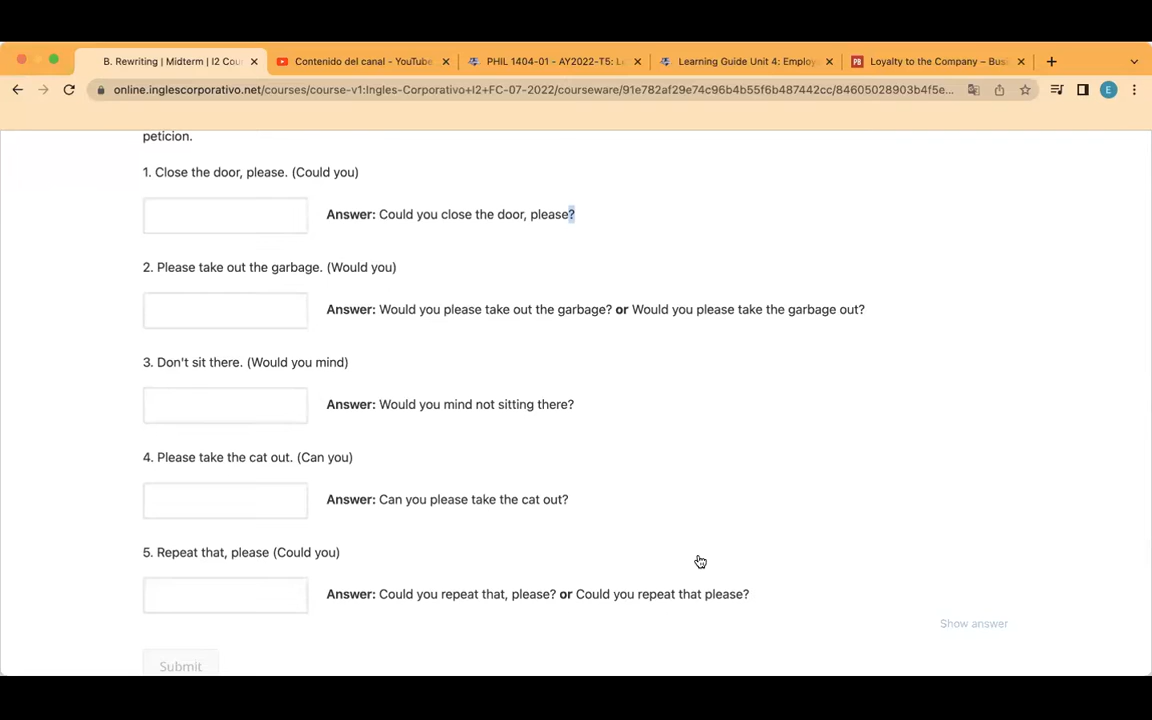 B. Rewriting | Midterm | I2 Cou
Contenido del canal - YouTube
PHIL 1404-01 - AY2022-T5: Le
Learning Guide Unit 4: Employ
PB Loyalty to the Company – Busi
online.inglescorporativo.net/courses/course-v1:Ingles-Corporativo+I2+FC-07-2022/courseware/91e782af29e74c96b4b55f6b487442cc/84605028903b4f5e...
E
peticion.
1. Close the door, please. (Could you)
Answer: Could you close the door, please?
2. Please take out the garbage. (Would you)
Answer: Would you please take out the garbage? or Would you please take the garbage out?
3. Don't sit there. (Would you mind)
Answer: Would you mind not sitting there?
4. Please take the cat out. (Can you)
Answer: Can you please take the cat out?
5. Repeat that, please (Could you)
Answer: Could you repeat that, please? or Could you repeat that please?
Show answer
Submit